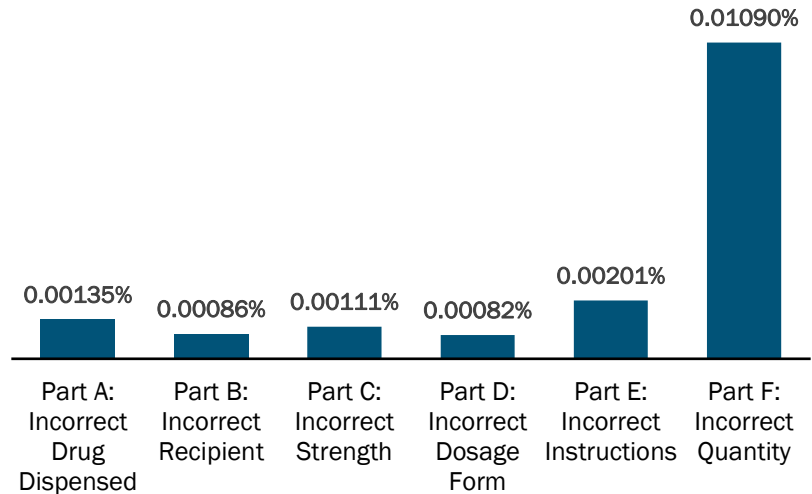 0.01090%
0.00201%
0.00135%
0.00086%
0.00111%
0.00082%
Part A:
Incorrect
Drug
Dispensed
Part B:
Incorrect
Recipient
Part C:
Incorrect
Strength
Part D:
Incorrect
Dosage
Form
Part E:
Incorrect
Instructions
Part F:
Incorrect
Quantity